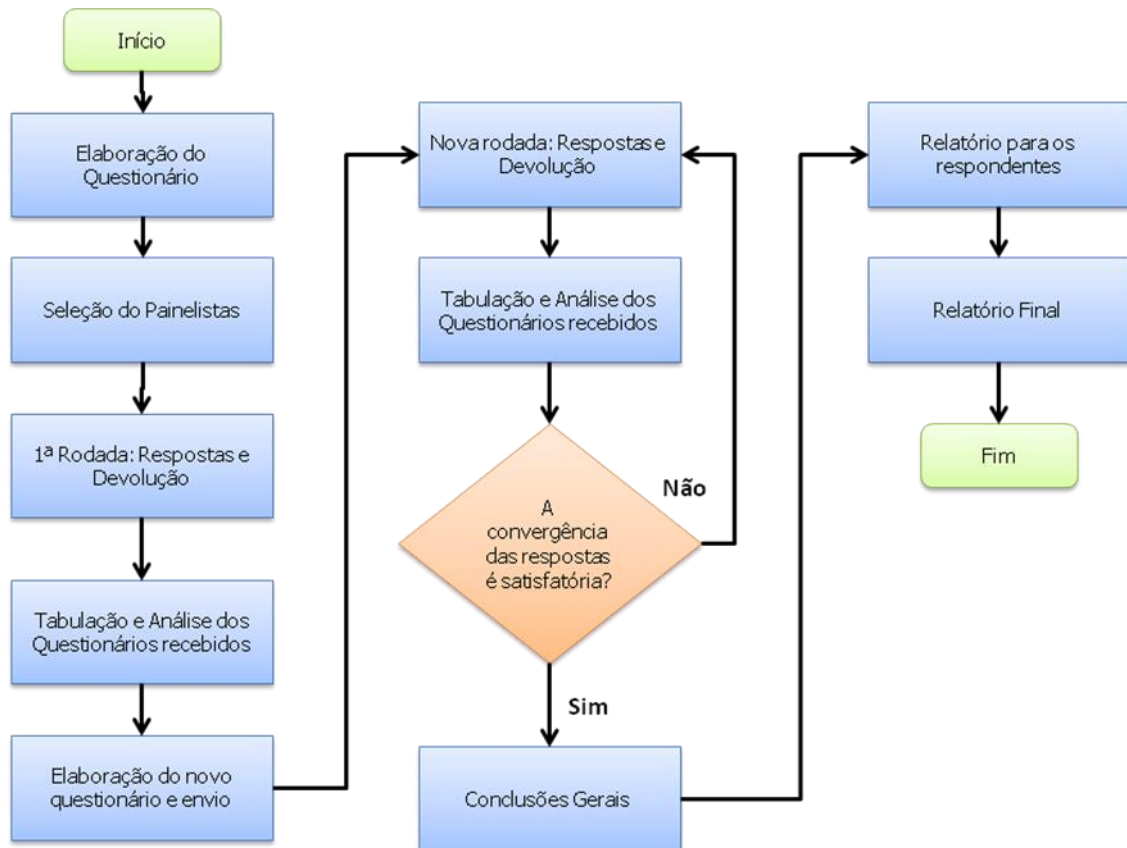 Início
Elaboração do
Questionário
Seleção do Painelistas
1ª Rodada: Respostas e
Devolução
Tabulação e Análise dos
Questionários recebidos
Elaboração do novo
questionário e envio
Nova rodada: Respostas e
Devolução
Tabulação e Análise dos
Questionários recebidos
A
convergência
das respostas
é satisfatória?
Não
Sim
Conclusões Gerais
Relatório para os
respondentes
Relatório Final
Fim